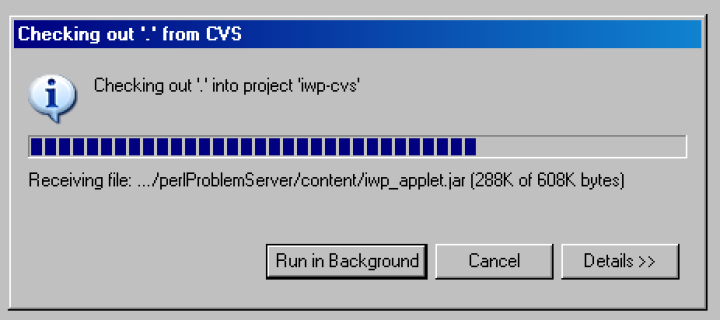 Checking out '.' from CVS
Checking out '.' into project 'iwp-cvs'
Receiving file: .../perlProblemServer/content/iwp_applet.jar (288K of 608K bytes)
Run in Background Cancel Details >>